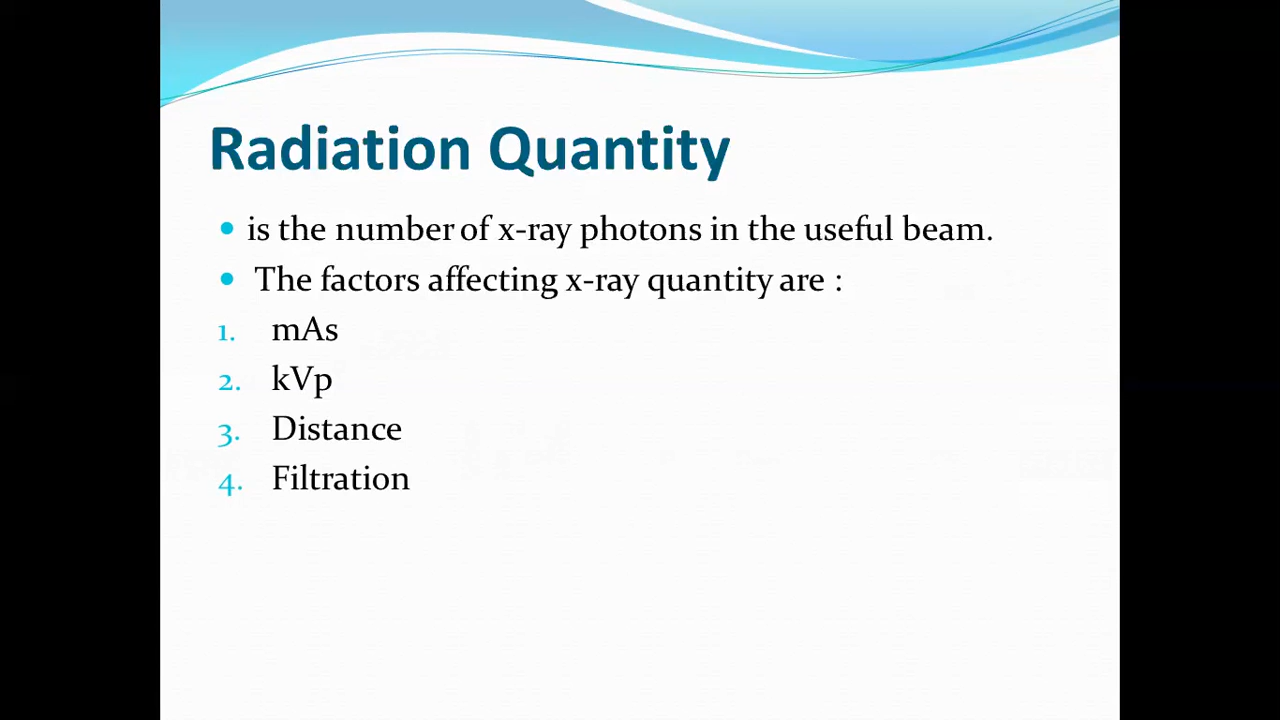 Radiation Quantity
• is the number of x-ray photons in the useful beam.
• The factors affecting x-ray quantity are :
1. mAs
2. kVp
3. Distance
4. Filtration